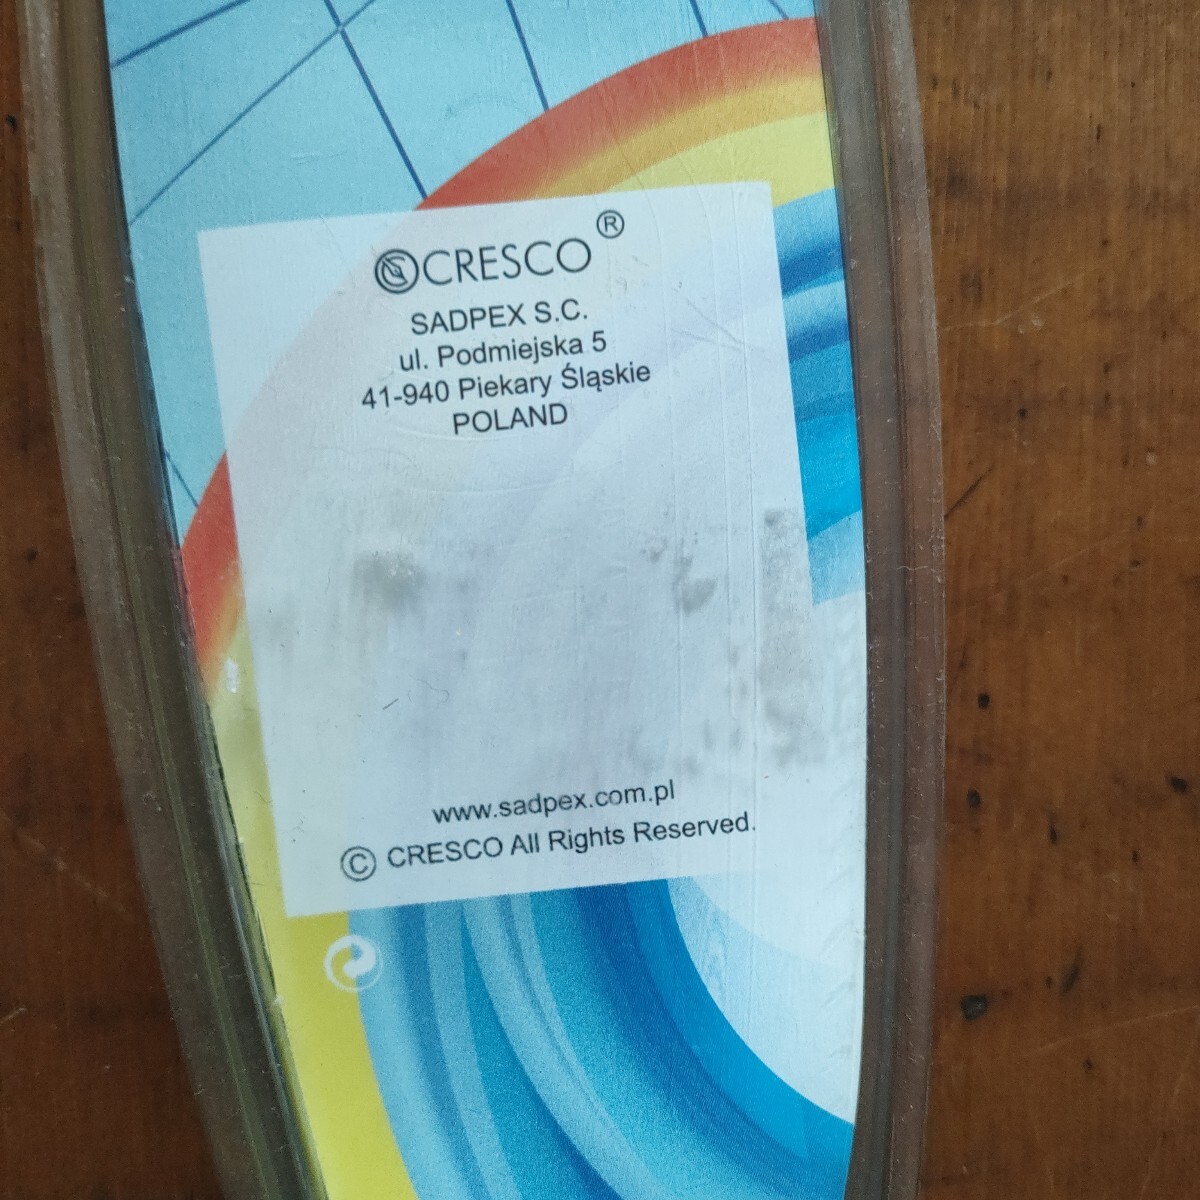 CRESCO ®
SADPEX S.C.
ul. Podmiejska 5
41-940 Piekary Śląskie
POLAND
www.sadpex.com.pl
© CRESCO All Rights Reserved.